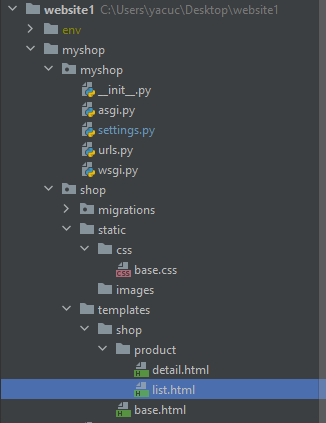 website1 C:\Users\yacuc\Desktop\website1
env
myshop
myshop
__init__.py
asgi.py
settings.py
urls.py
wsgi.py
shop
migrations
static
css
base.css
images
templates
shop
product
detail.html
list.html
base.html